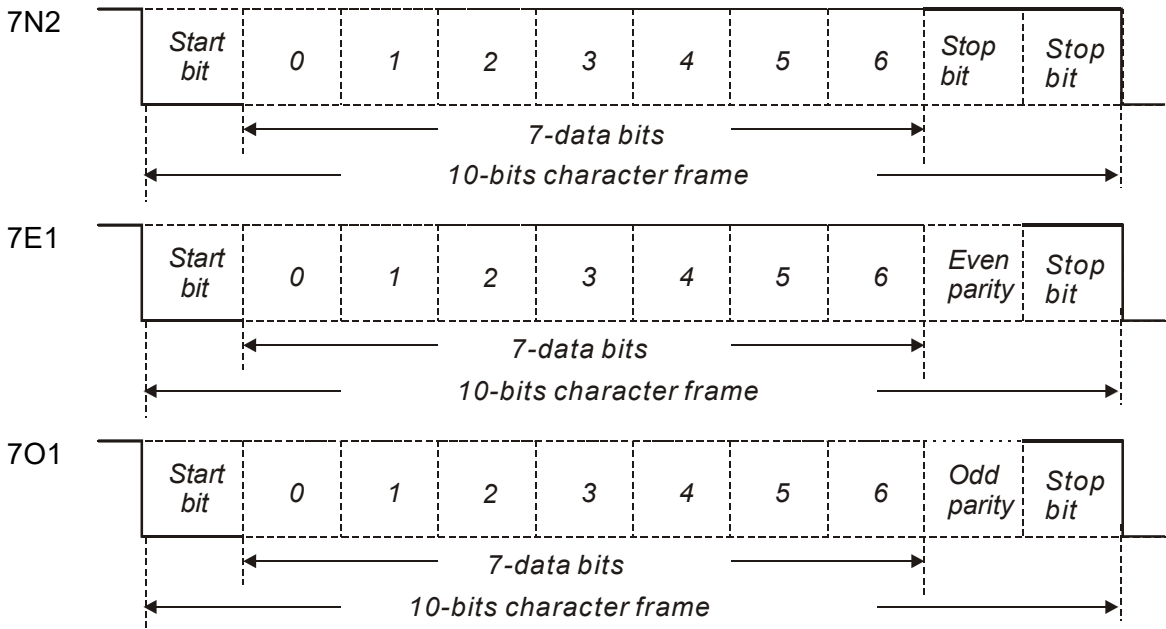 7N2
Start bit 0 1 2 3 4 5 6 Stop bit Stop bit
7-data bits
10-bits character frame
7E1
Start bit 0 1 2 3 4 5 6 Even parity Stop bit
7-data bits
10-bits character frame
7O1
Start bit 0 1 2 3 4 5 6 Odd parity Stop bit
7-data bits
10-bits character frame